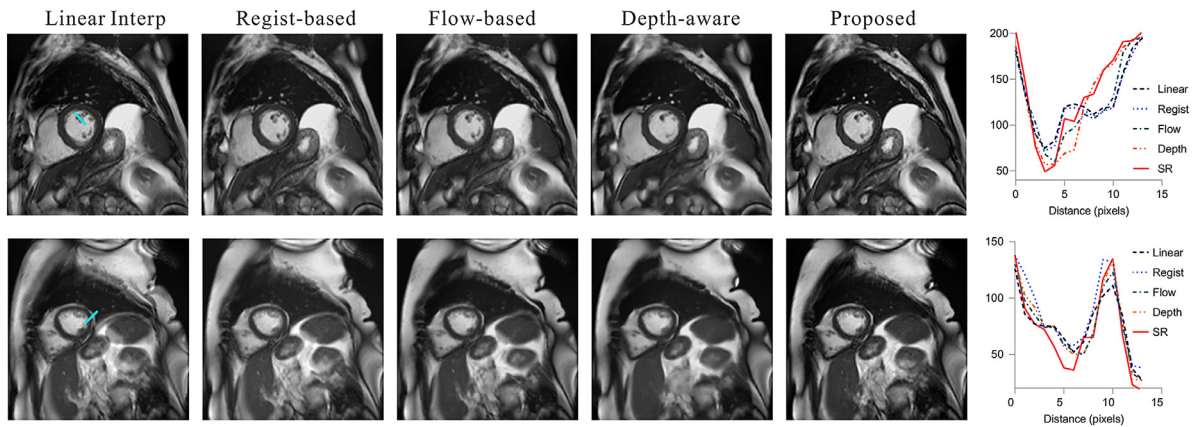 Linear Interp Regist-based Flow-based Depth-aware Proposed
200
150
100
50
0 5 10 15
Distance (pixels)
Linear
Regist
Flow
Depth
SR
150
100
50
0 5 10 15
Distance (pixels)
Linear
Regist
Flow
Depth
SR